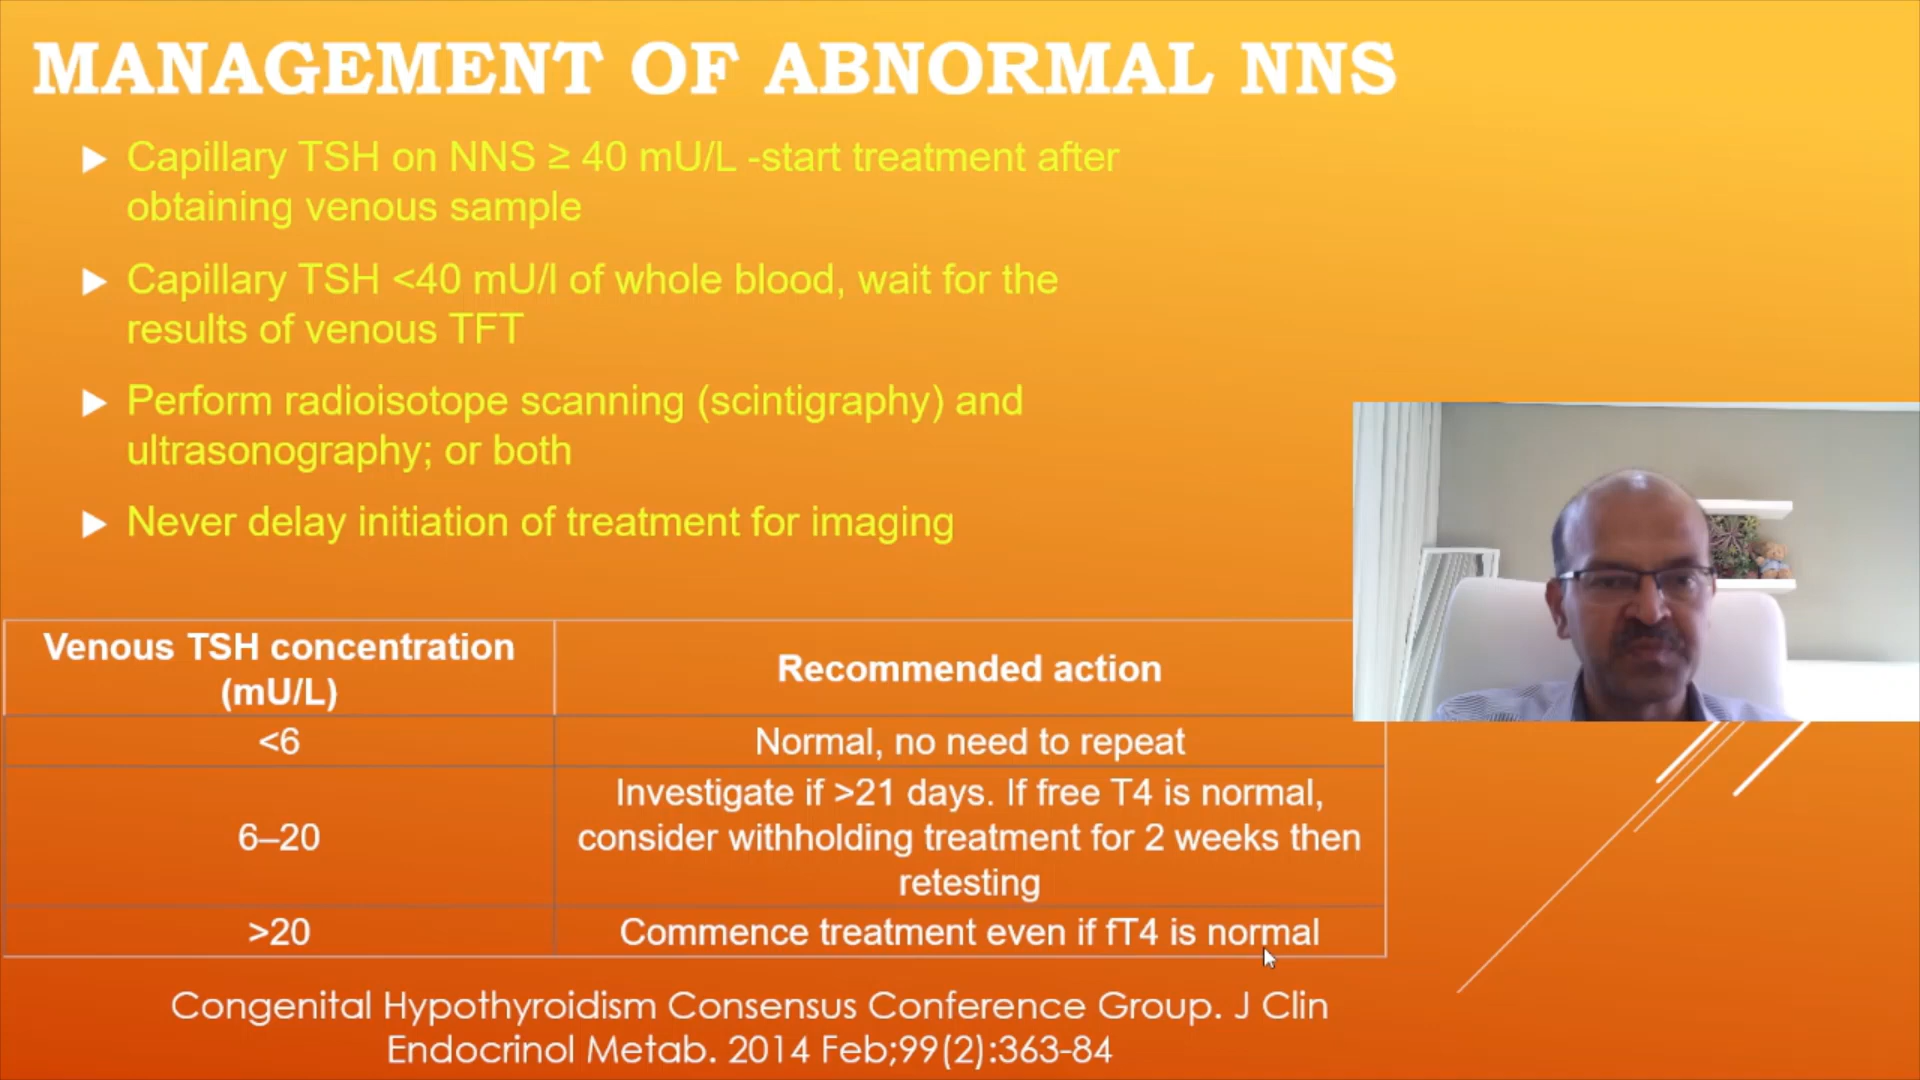 MANAGEMENT OF ABNORMAL NNS
Capillary TSH on NNS ≥ 40 mU/L -start treatment after
obtaining venous sample
Capillary TSH <40 mU/l of whole blood, wait for the
results of venous TFT
Perform radioisotope scanning (scintigraphy) and
ultrasonography; or both
Never delay initiation of treatment for imaging
Venous TSH concentration
(mU/L)
Recommended action
<6
Normal, no need to repeat
6–20
Investigate if >21 days. If free T4 is normal,
consider withholding treatment for 2 weeks then
retesting
>20
Commence treatment even if fT4 is normal
Congenital Hypothyroidism Consensus Conference Group. J Clin
Endocrinol Metab. 2014 Feb;99(2):363-84